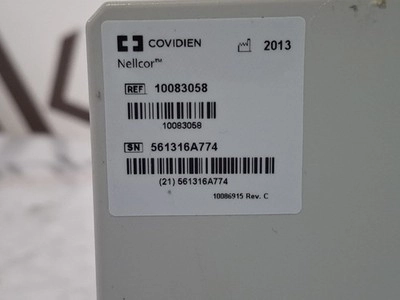 COVIDIEN 2013
Nellcor™
REF 10083058
10083058
SN 561316A774
(21) 561316A774
10086915 Rev. C